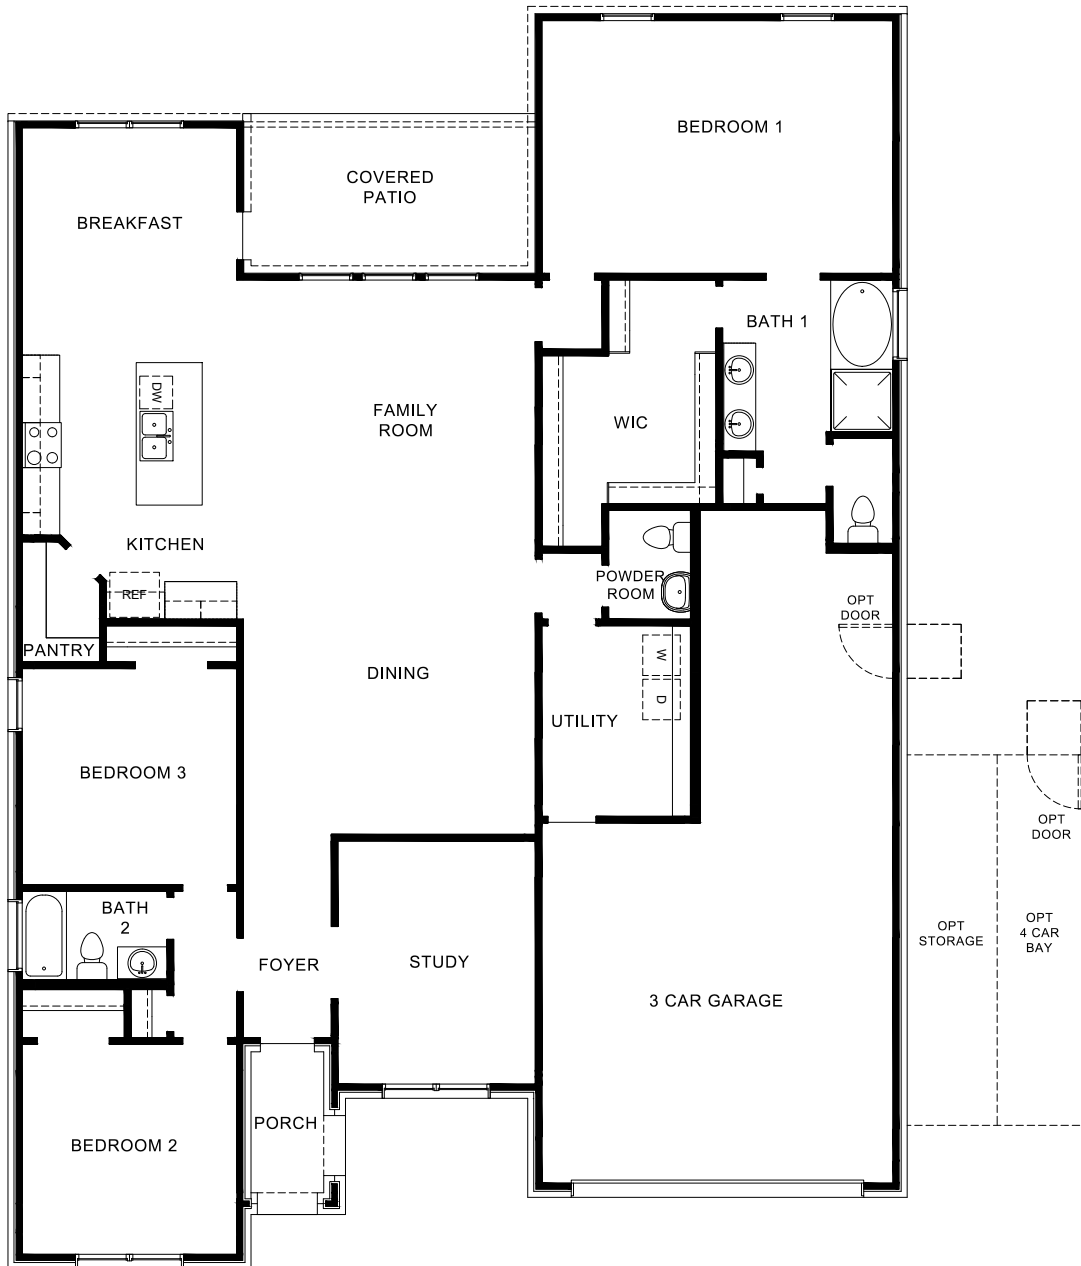 BEDROOM 1
COVERED
PATIO
BREAKFAST
BATH 1
DW
FAMILY
ROOM
WIC
KITCHEN
REF
POWDER
ROOM
OPT
DOOR
PANTRY
W
DINING
D
UTILITY
BEDROOM 3
OPT
DOOR
BATH
2
OPT
STORAGE
OPT
4 CAR
BAY
FOYER
STUDY
3 CAR GARAGE
PORCH
BEDROOM 2